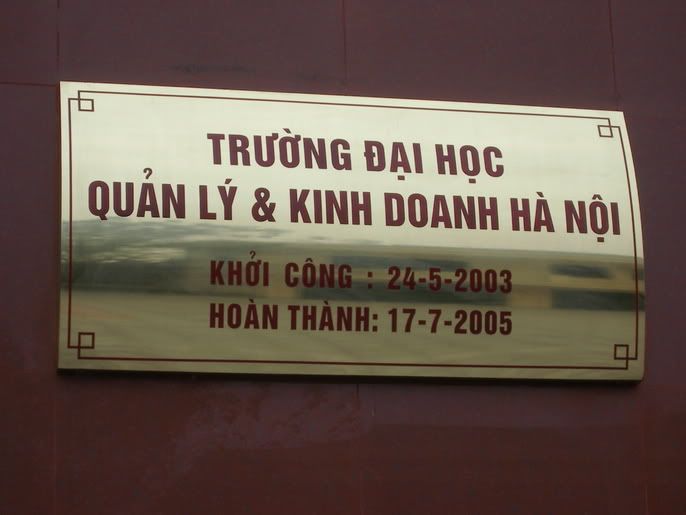 TRƯỜNG ĐẠI HỌC
QUẢN LÝ & KINH DOANH HÀ NỘI
KHỞI CÔNG : 24-5-2003
HOÀN THÀNH: 17-7-2005